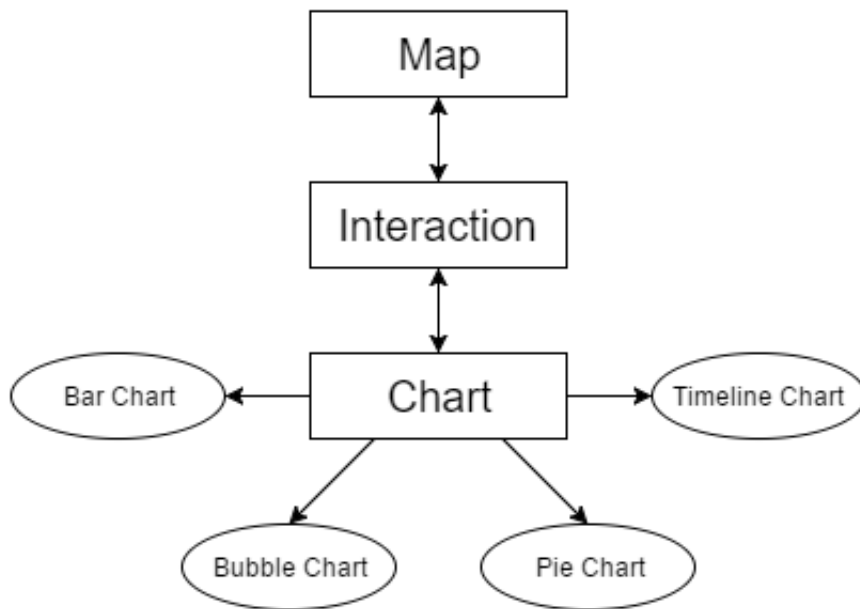 Map
Interaction
Bar Chart
Chart
Timeline Chart
Bubble Chart
Pie Chart